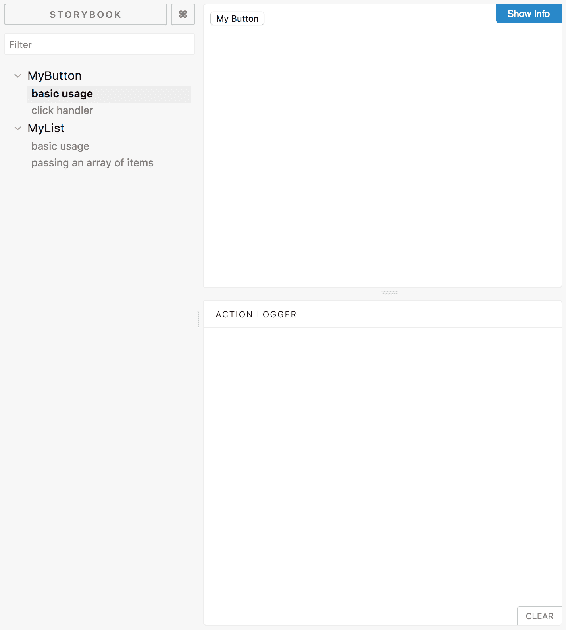 STORYBOOK ⌘
Filter
MyButton
basic usage
click handler
MyList
basic usage
passing an array of items
My Button
Show Info
ACTION OGGER
CLEAR